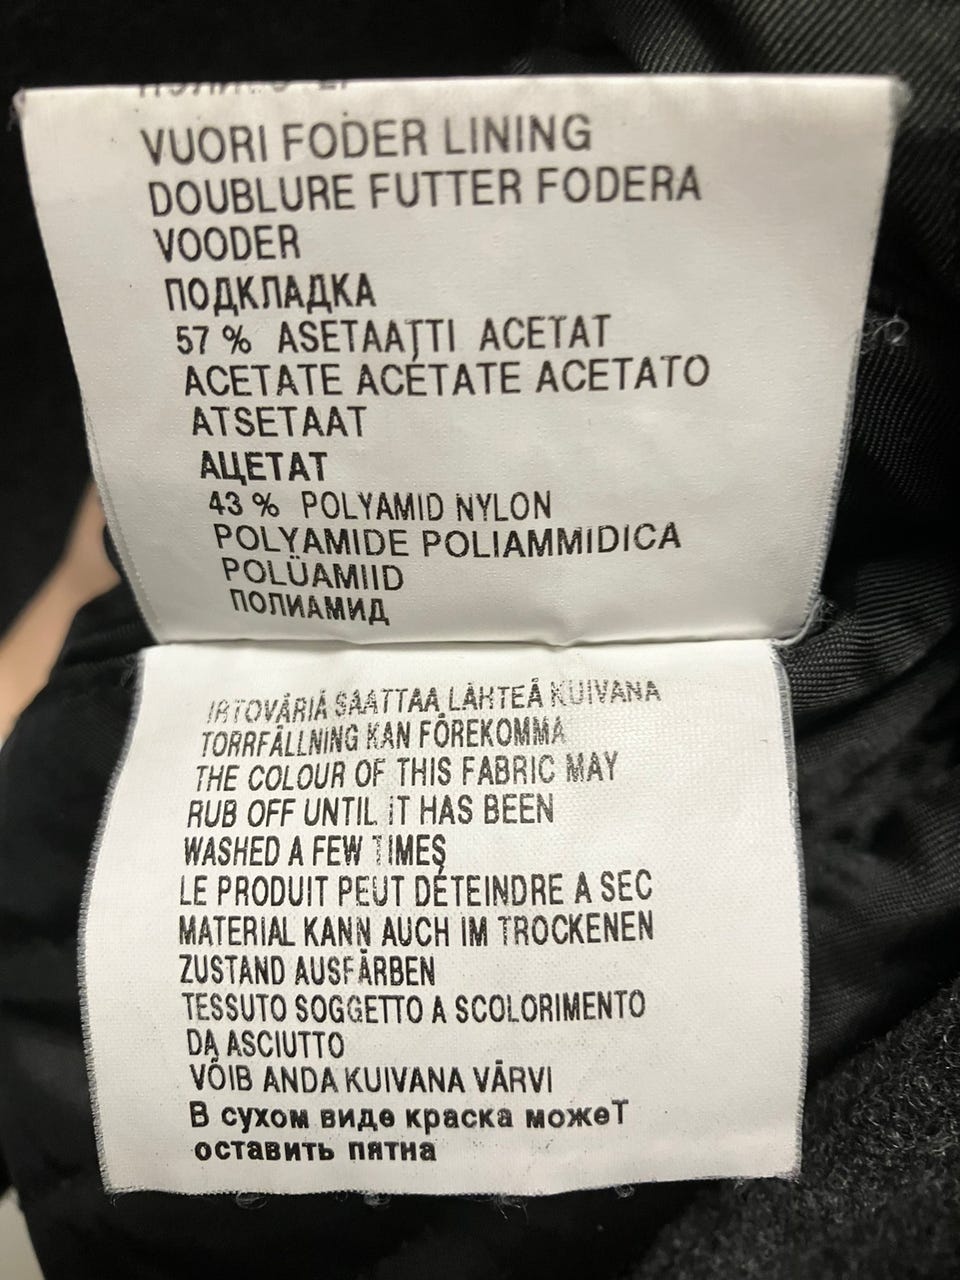 VUORI FODER LINING
DOUBLURE FUTTER FODERA
VOODER
ПОДКЛАДКА
57 % ASETAATTI ACETAT
ACETATE ACÉTATE ACETATO
ATSETAAT
АЦЕТАТ
43 % POLYAMID NYLON
POLYAMIDE POLIAMMIDICA
POLÜAMIID
ПОЛИАМИД
IRTOVÄRIÄ SAATTAA LÄHTEÄ KUIVANA
TORRFÄLLNING KAN FÖREKOMMA
THE COLOUR OF THIS FABRIC MAY
RUB OFF UNTIL IT HAS BEEN
WASHED A FEW TIMES
LE PRODUIT PEUT DÉTEINDRE A SEC
MATERIAL KANN AUCH IM TROCKENEN
ZUSTAND AUSFÄRBEN
TESSUTO SOGGETTO A SCOLORIMENTO
DA ASCIUTTO
VÕIB ANDA KUIVANA VÄRVI
В сухом виде краска может
оставить пятна